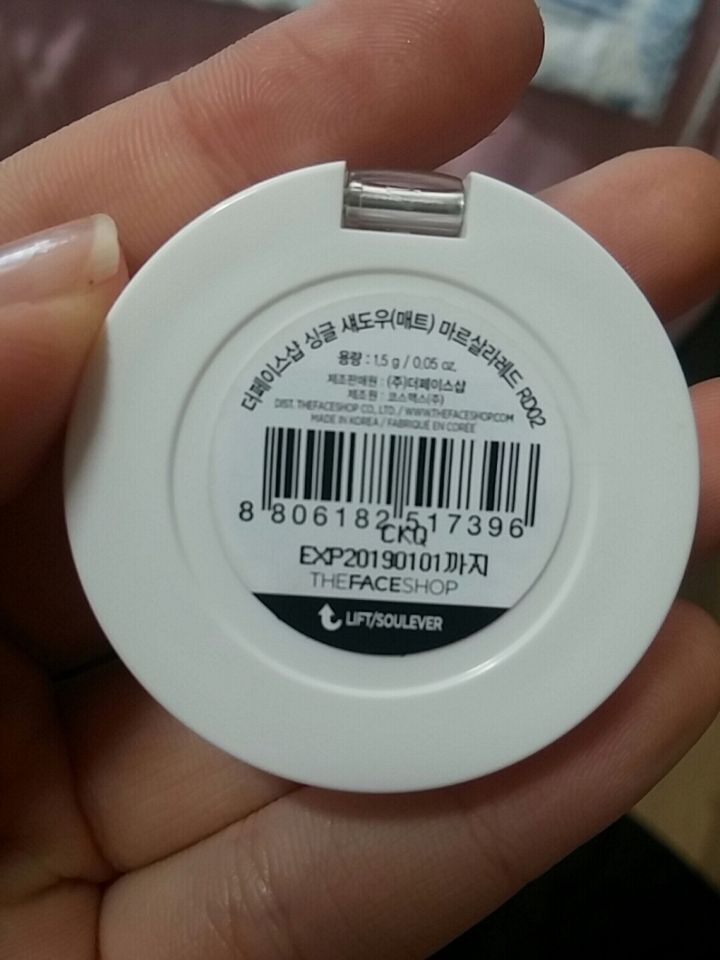 더페이스샵 싱글 섀도우(매트) 마르살라레드 RD02
용량 : 1.5 g / 0.05 oz.
제조판매원 : (주)더페이스샵
제조원 : 코스맥스(주)
DIST. THEFACESHOP CO., LTD. / WWW.THEFACESHOP.COM
MADE IN KOREA / FABRIQUÉ EN CORÉE
8 806182 517396
CKQ
EXP20190101까지
THEFACESHOP
LIFT/SOULEVER